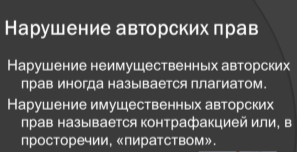 Нарушение авторских прав
Нарушение неимущественных авторских
прав иногда называется плагиатом.
Нарушение имущественных авторских
прав называется контрафакцией или, в
просторечии, «пиратством».